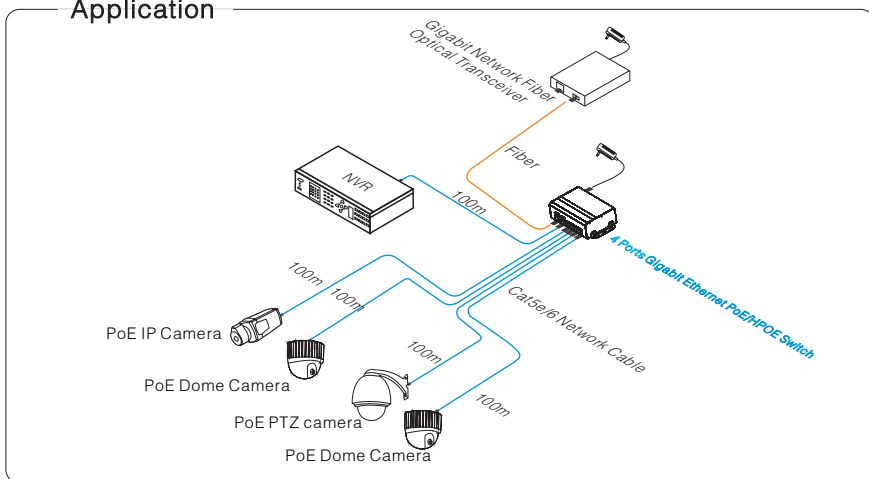 Application
Gigabit Network Fiber
Optical Transceiver
Fiber
NVR
100m
4 Ports Gigabit Ethernet PoE/HPOE Switch
100m
100m
Cat5e/6 Network Cable
PoE IP Camera
100m
PoE Dome Camera
100m
PoE PTZ camera
PoE Dome Camera